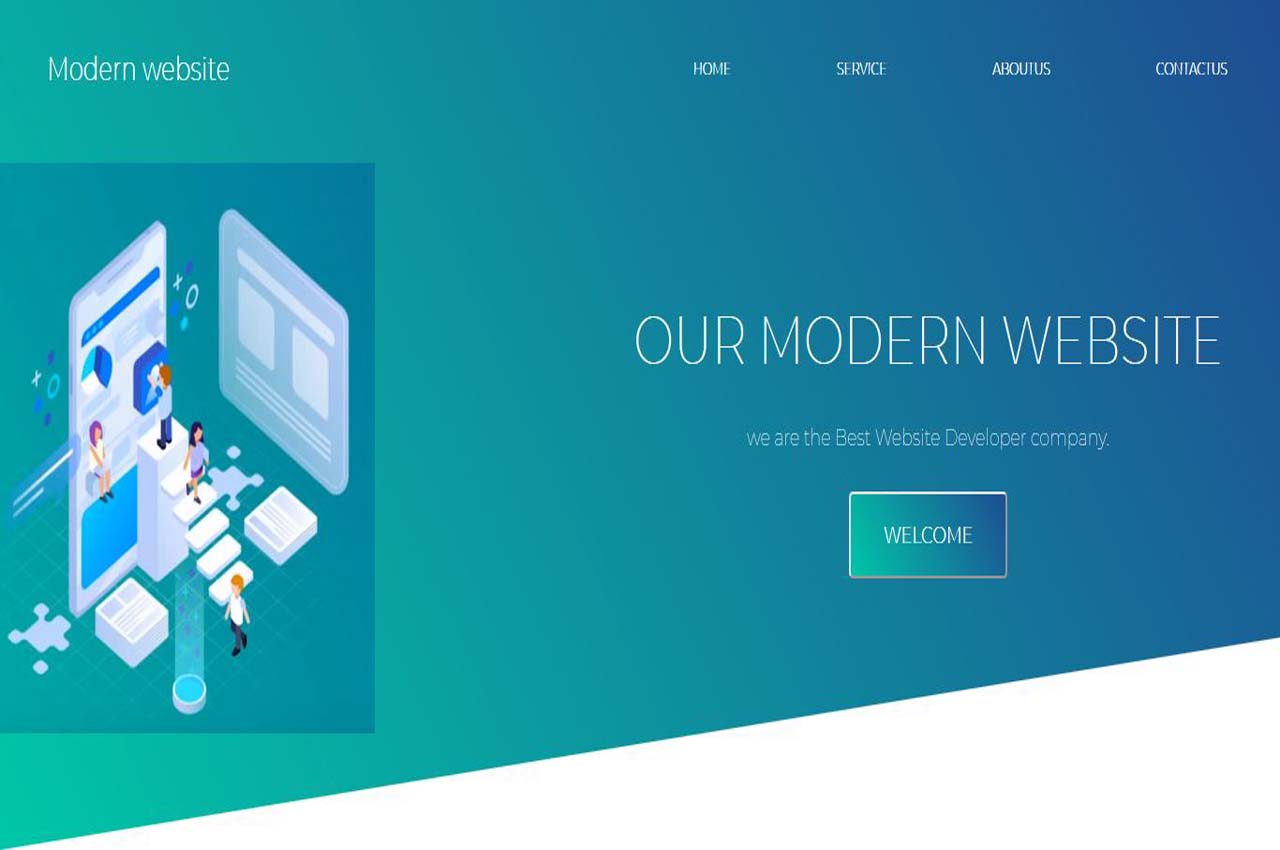 Modern website
HOME SERVICE ABOUTUS CONTACTUS
OUR MODERN WEBSITE
we are the Best Website Developer company.
WELCOME